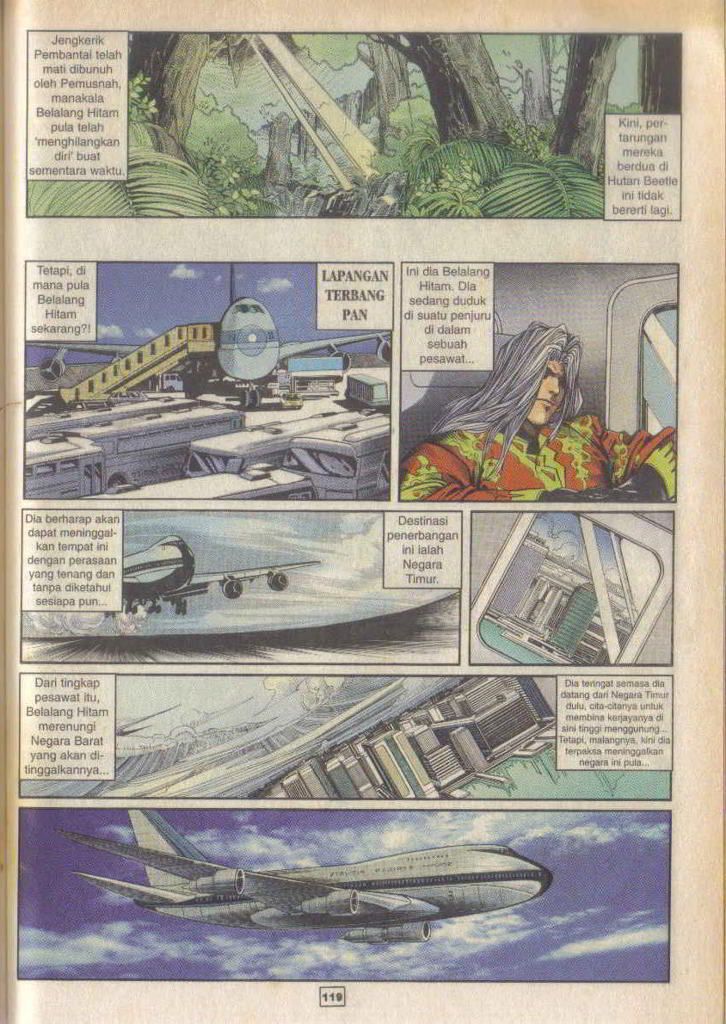 Jengkerik
Pembantai telah
mati dibunuh
oleh Pemusnah,
manakala
Belalang Hitam
pula telah
'menghilangkan
diri' buat
sementara waktu.
Kini, per-
tarungan
mereka
berdua di
Hutan Beetle
ini tidak
bererti lagi.
Tetapi, di
mana pula
Belalang
Hitam
sekarang?!
LAPANGAN
TERBANG
PAN
Ini dia Belalang
Hitam. Dia
sedang duduk
di suatu penjuru
di dalam
sebuah
pesawat...
Dia berharap akan
dapat meninggal-
kan tempat ini
dengan perasaan
yang tenang dan
tanpa diketahui
sesiapa pun...
Destinasi
penerbangan
ini ialah
Negara
Timur.
Dari tingkap
pesawat itu,
Belalang Hitam
merenungi
Negara Barat
yang akan di-
tinggalkannya...
Dia teringat semasa dia
datang dari Negara Timur
dulu, cita-citanya untuk
membina kerjayanya di
sini tinggi menggunung...
Tetapi, malangnya, kini dia
terpaksa meninggalkan
negara ini pula...
119